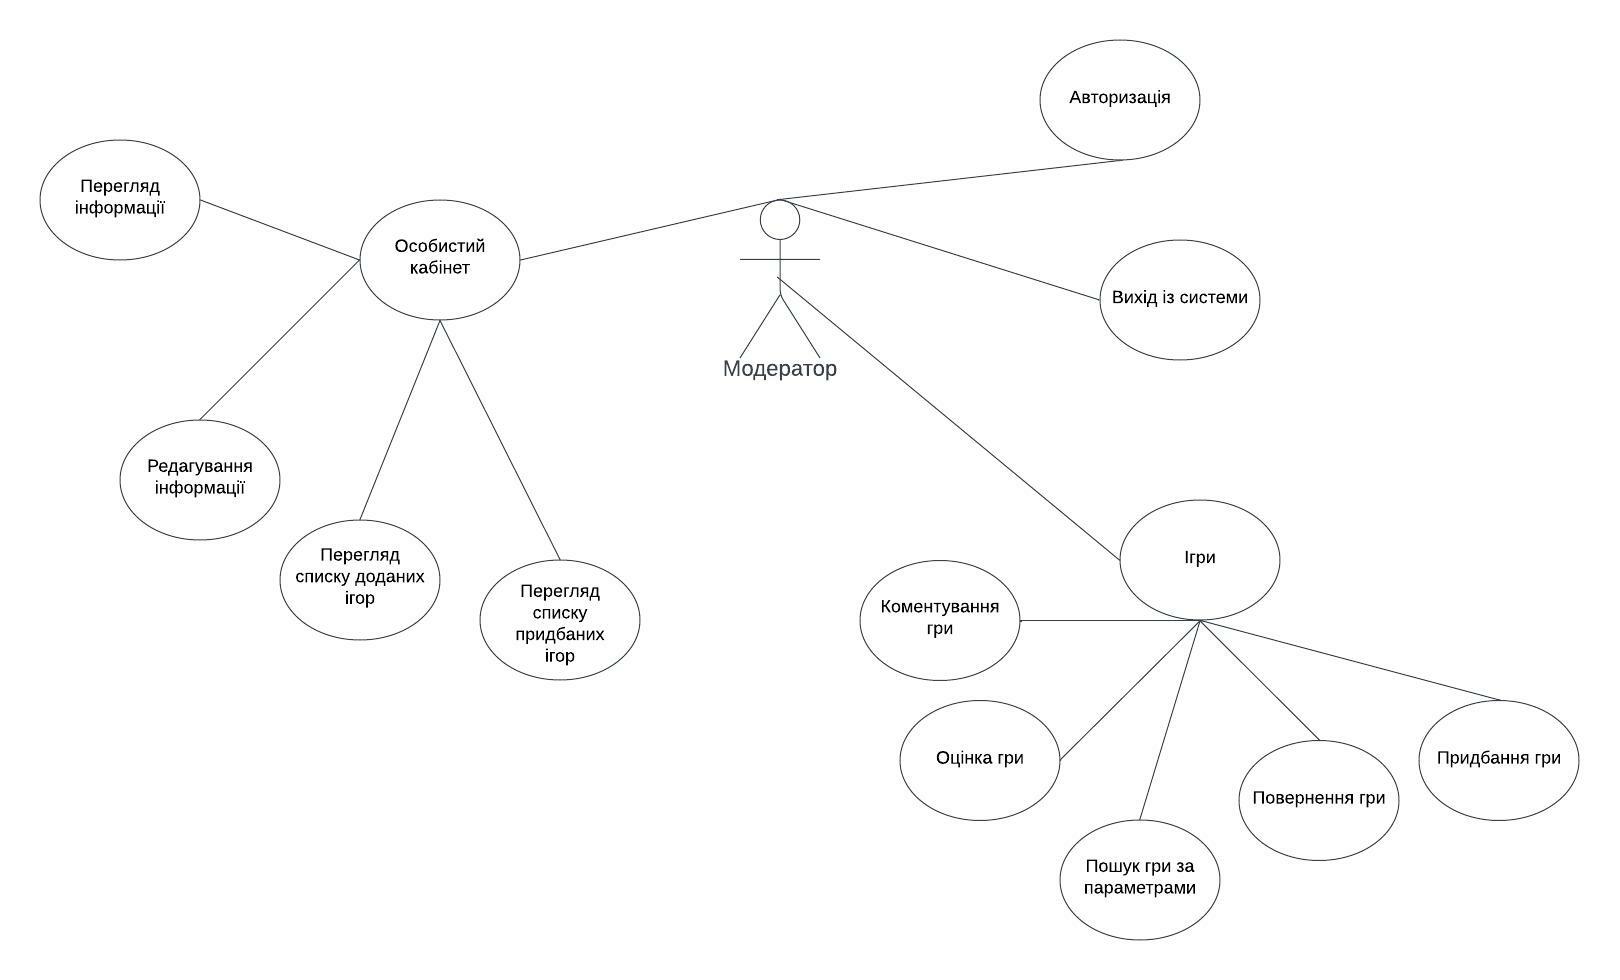 Авторизація
Перегляд
інформації
Особистий
кабінет
Вихід із системи
Модератор
Редагування
інформації
Перегляд
списку доданих
ігор
Перегляд
списку
придбаних
ігор
Ігри
Коментування
гри
Оцінка гри
Придбання гри
Повернення гри
Пошук гри за
параметрами